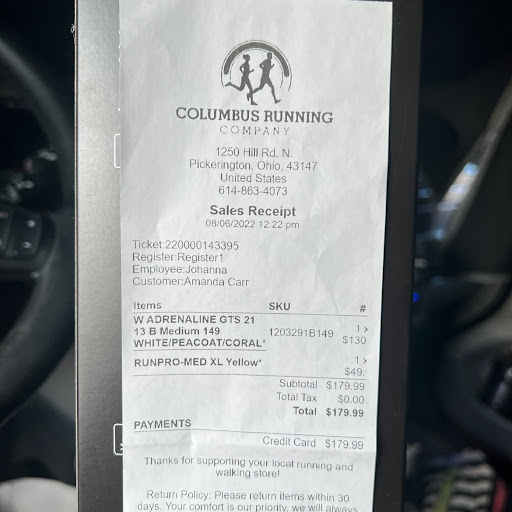 COLUMBUS RUNNING
COMPANY
1250 Hill Rd. N.
Pickerington, Ohio, 43147
United States
614-863-4073
Sales Receipt
08/06/2022 12:22 pm
Ticket:220000143395
Register:Register1
Employee:Johanna
Customer:Amanda Carr
Items SKU #
W ADRENALINE GTS 21
13 B Medium 149 1203291B149 1 x
WHITE/PEACOAT/CORAL* $130
RUNPRO-MED XL Yellow* 1 x
$49.
Subtotal $179.99
Total Tax $0.00
Total $179.99
PAYMENTS
Credit Card $179.99
Thanks for supporting your local running and
walking store!
Return Policy: Please return items within 30
days. Your comfort is our priority, we will always